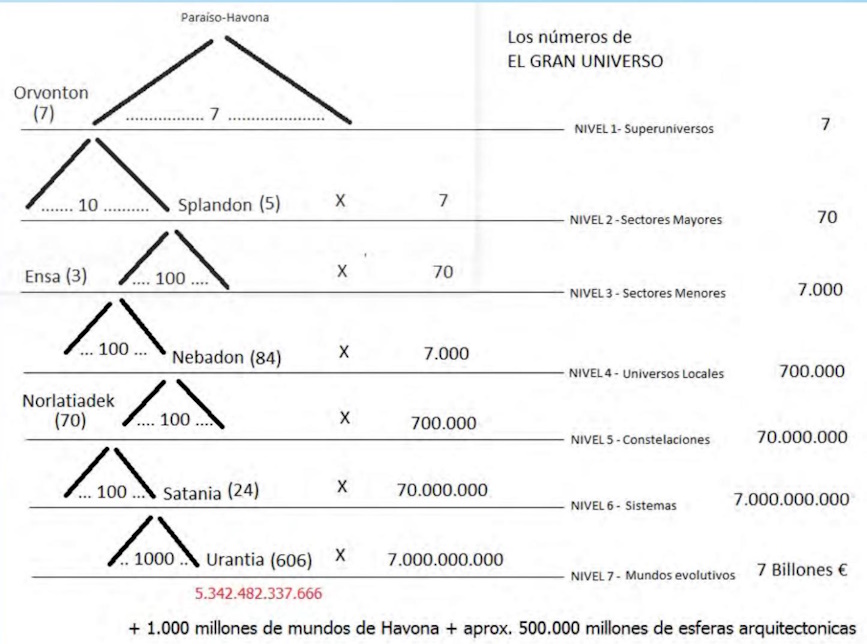 Paraíso-Havona
Los números de
EL GRAN UNIVERSO
Orvonton
(7)
................. 7 .....................
NIVEL 1- Superuniversos 7
....... 10 .......... Splandon (5) X 7
NIVEL 2 - Sectores Mayores 70
Ensa (3) .... 100 .... X 70
NIVEL 3 - Sectores Menores 7.000
... 100 ... Nebadon (84) X 7.000
NIVEL 4 - Universos Locales 700.000
Norlatiadek
(70) .... 100 .... X 700.000
NIVEL 5 - Constelaciones 70.000.000
... 100 ... Satania (24) X 70.000.000
NIVEL 6 - Sistemas 7.000.000.000
.. 1000 .. Urantia (606) X 7.000.000.000
NIVEL 7 - Mundos evolutivos 7 Billones €
5.342.482.337.666
+ 1.000 millones de mundos de Havona + aprox. 500.000 millones de esferas arquitectonicas